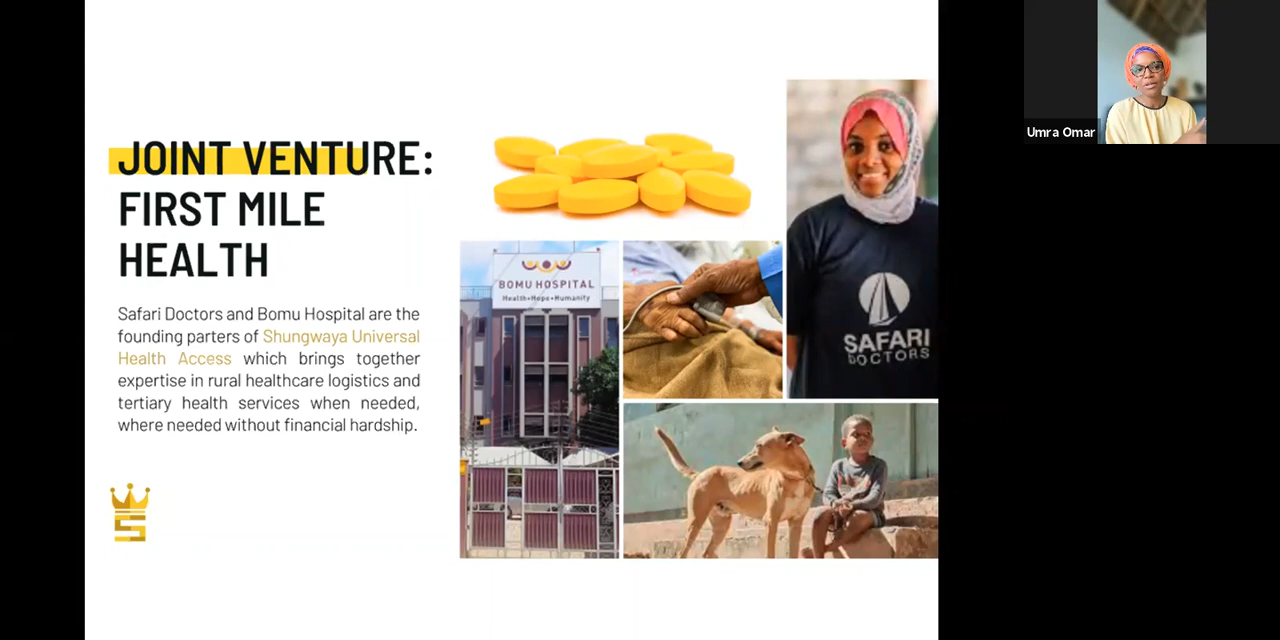 JOINT VENTURE:
FIRST MILE
HEALTH
Safari Doctors and Bomu Hospital are the
founding parters of Shungwaya Universal
Health Access which brings together
expertise in rural healthcare logistics and
tertiary health services when needed,
where needed without financial hardship.
S
BOMU HOSPITAL
Health•Hope•Humanity
SAFARI
DOCTORS
Umra Omar